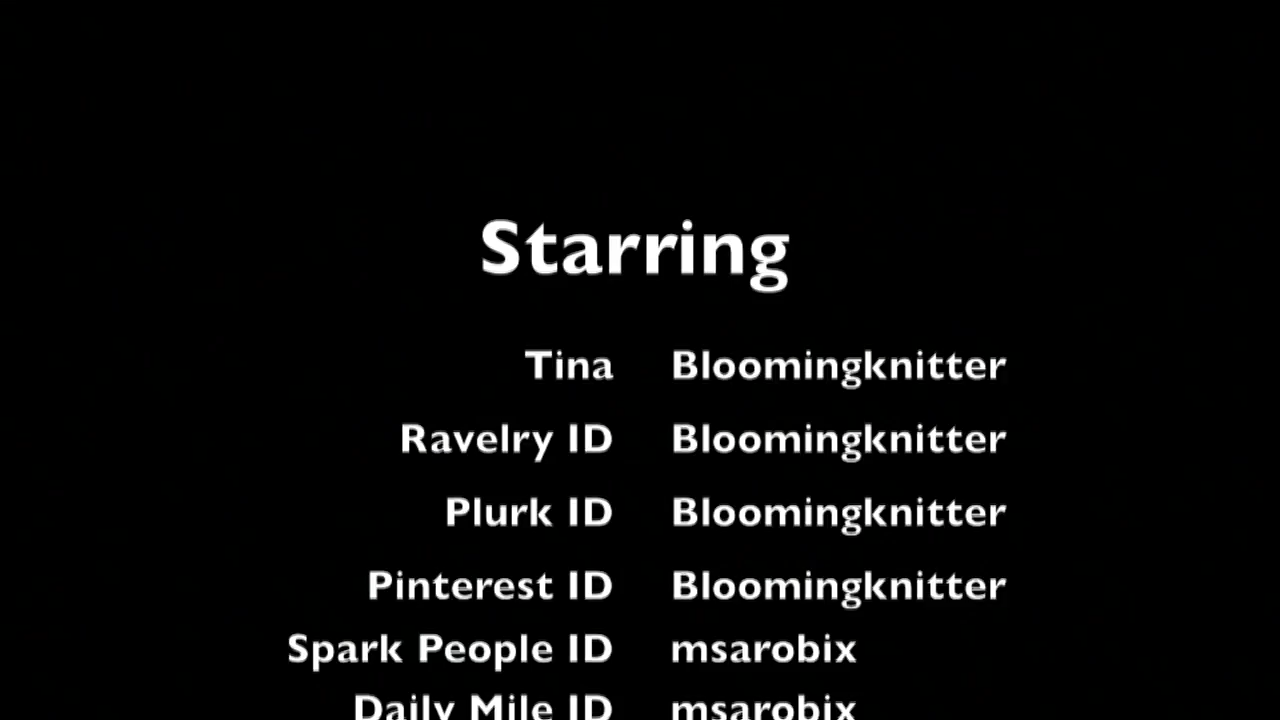 Starring
Tina Bloomingknitter
Ravelry ID Bloomingknitter
Plurk ID Bloomingknitter
Pinterest ID Bloomingknitter
Spark People ID msarobix
Daily Mile ID msarobix